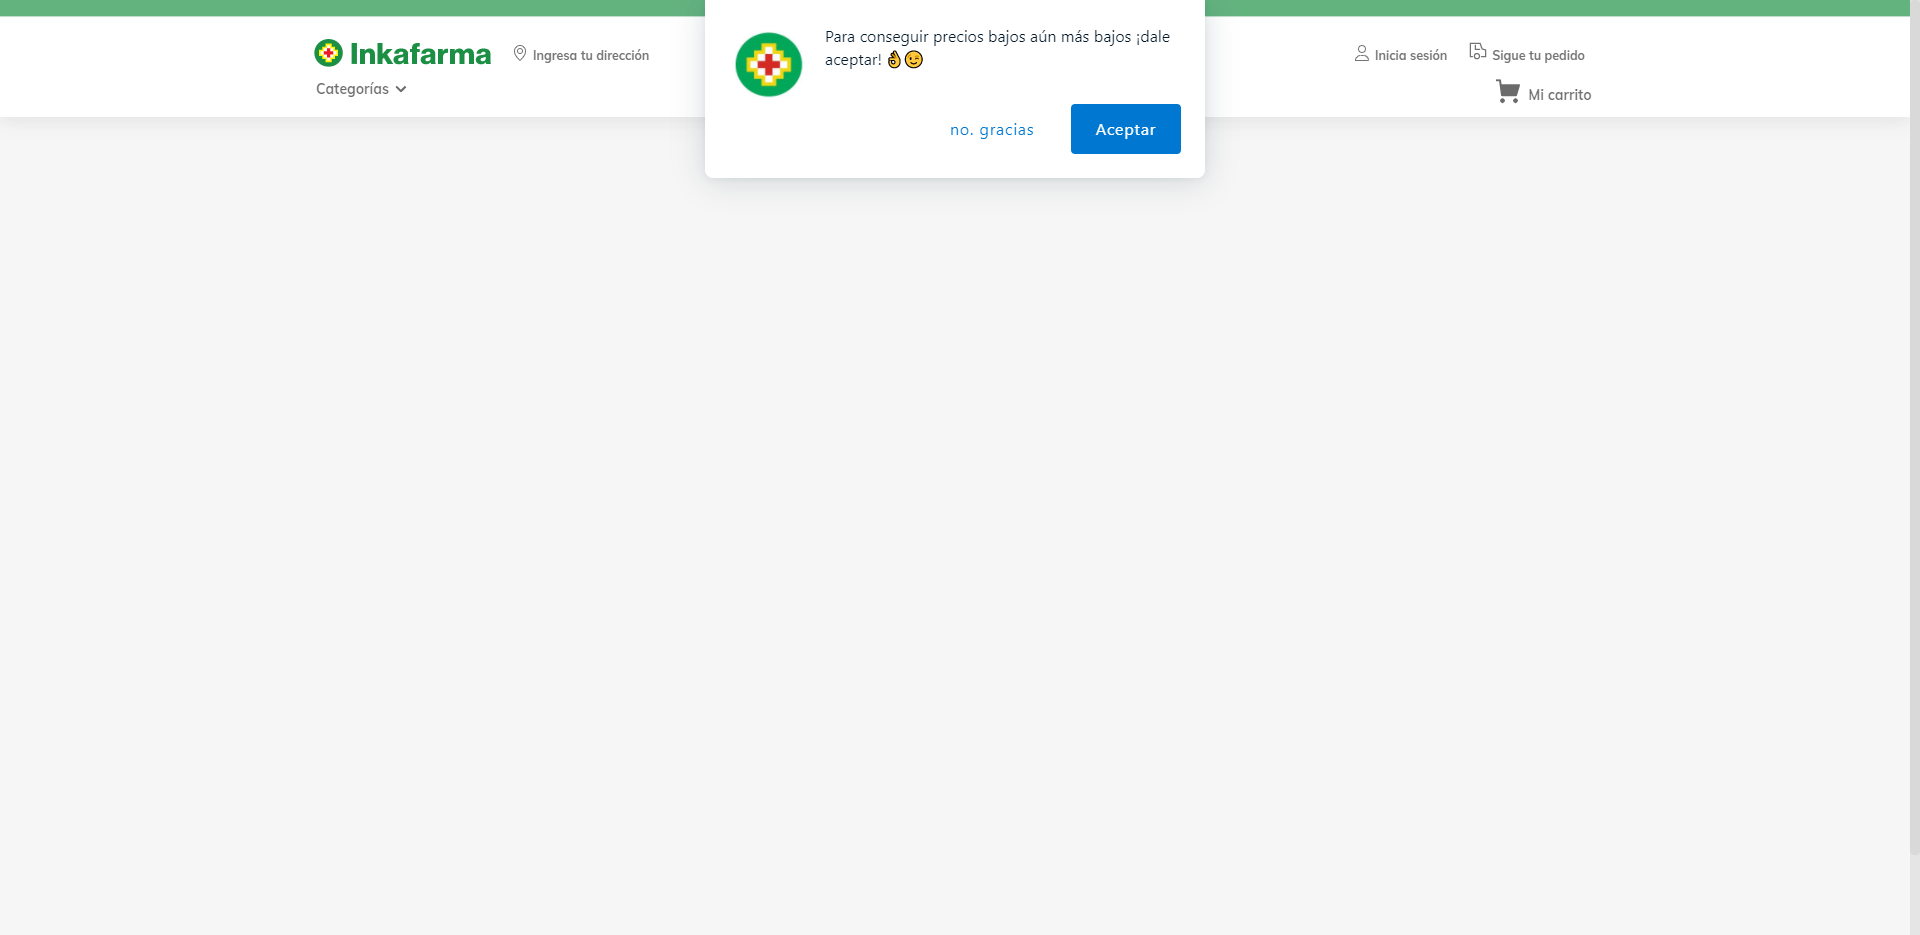 Inkafarma
Ingresa tu dirección
Categorías
Para conseguir precios bajos aún más bajos ¡dale
aceptar! 👌😉
no. gracias
Aceptar
Inicia sesión
Sigue tu pedido
Mi carrito